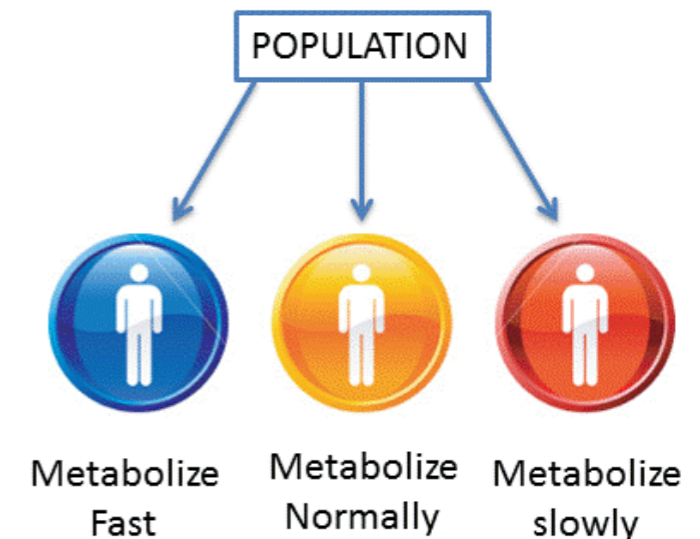 POPULATION
Metabolize
Fast
Metabolize
Normally
Metabolize
slowly